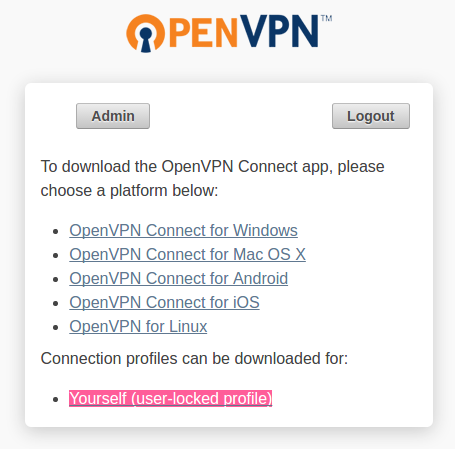 OPENVPN™
Admin
Logout
To download the OpenVPN Connect app, please
choose a platform below:
• OpenVPN Connect for Windows
• OpenVPN Connect for Mac OS X
• OpenVPN Connect for Android
• OpenVPN Connect for iOS
• OpenVPN for Linux
Connection profiles can be downloaded for:
• Yourself (user-locked profile)